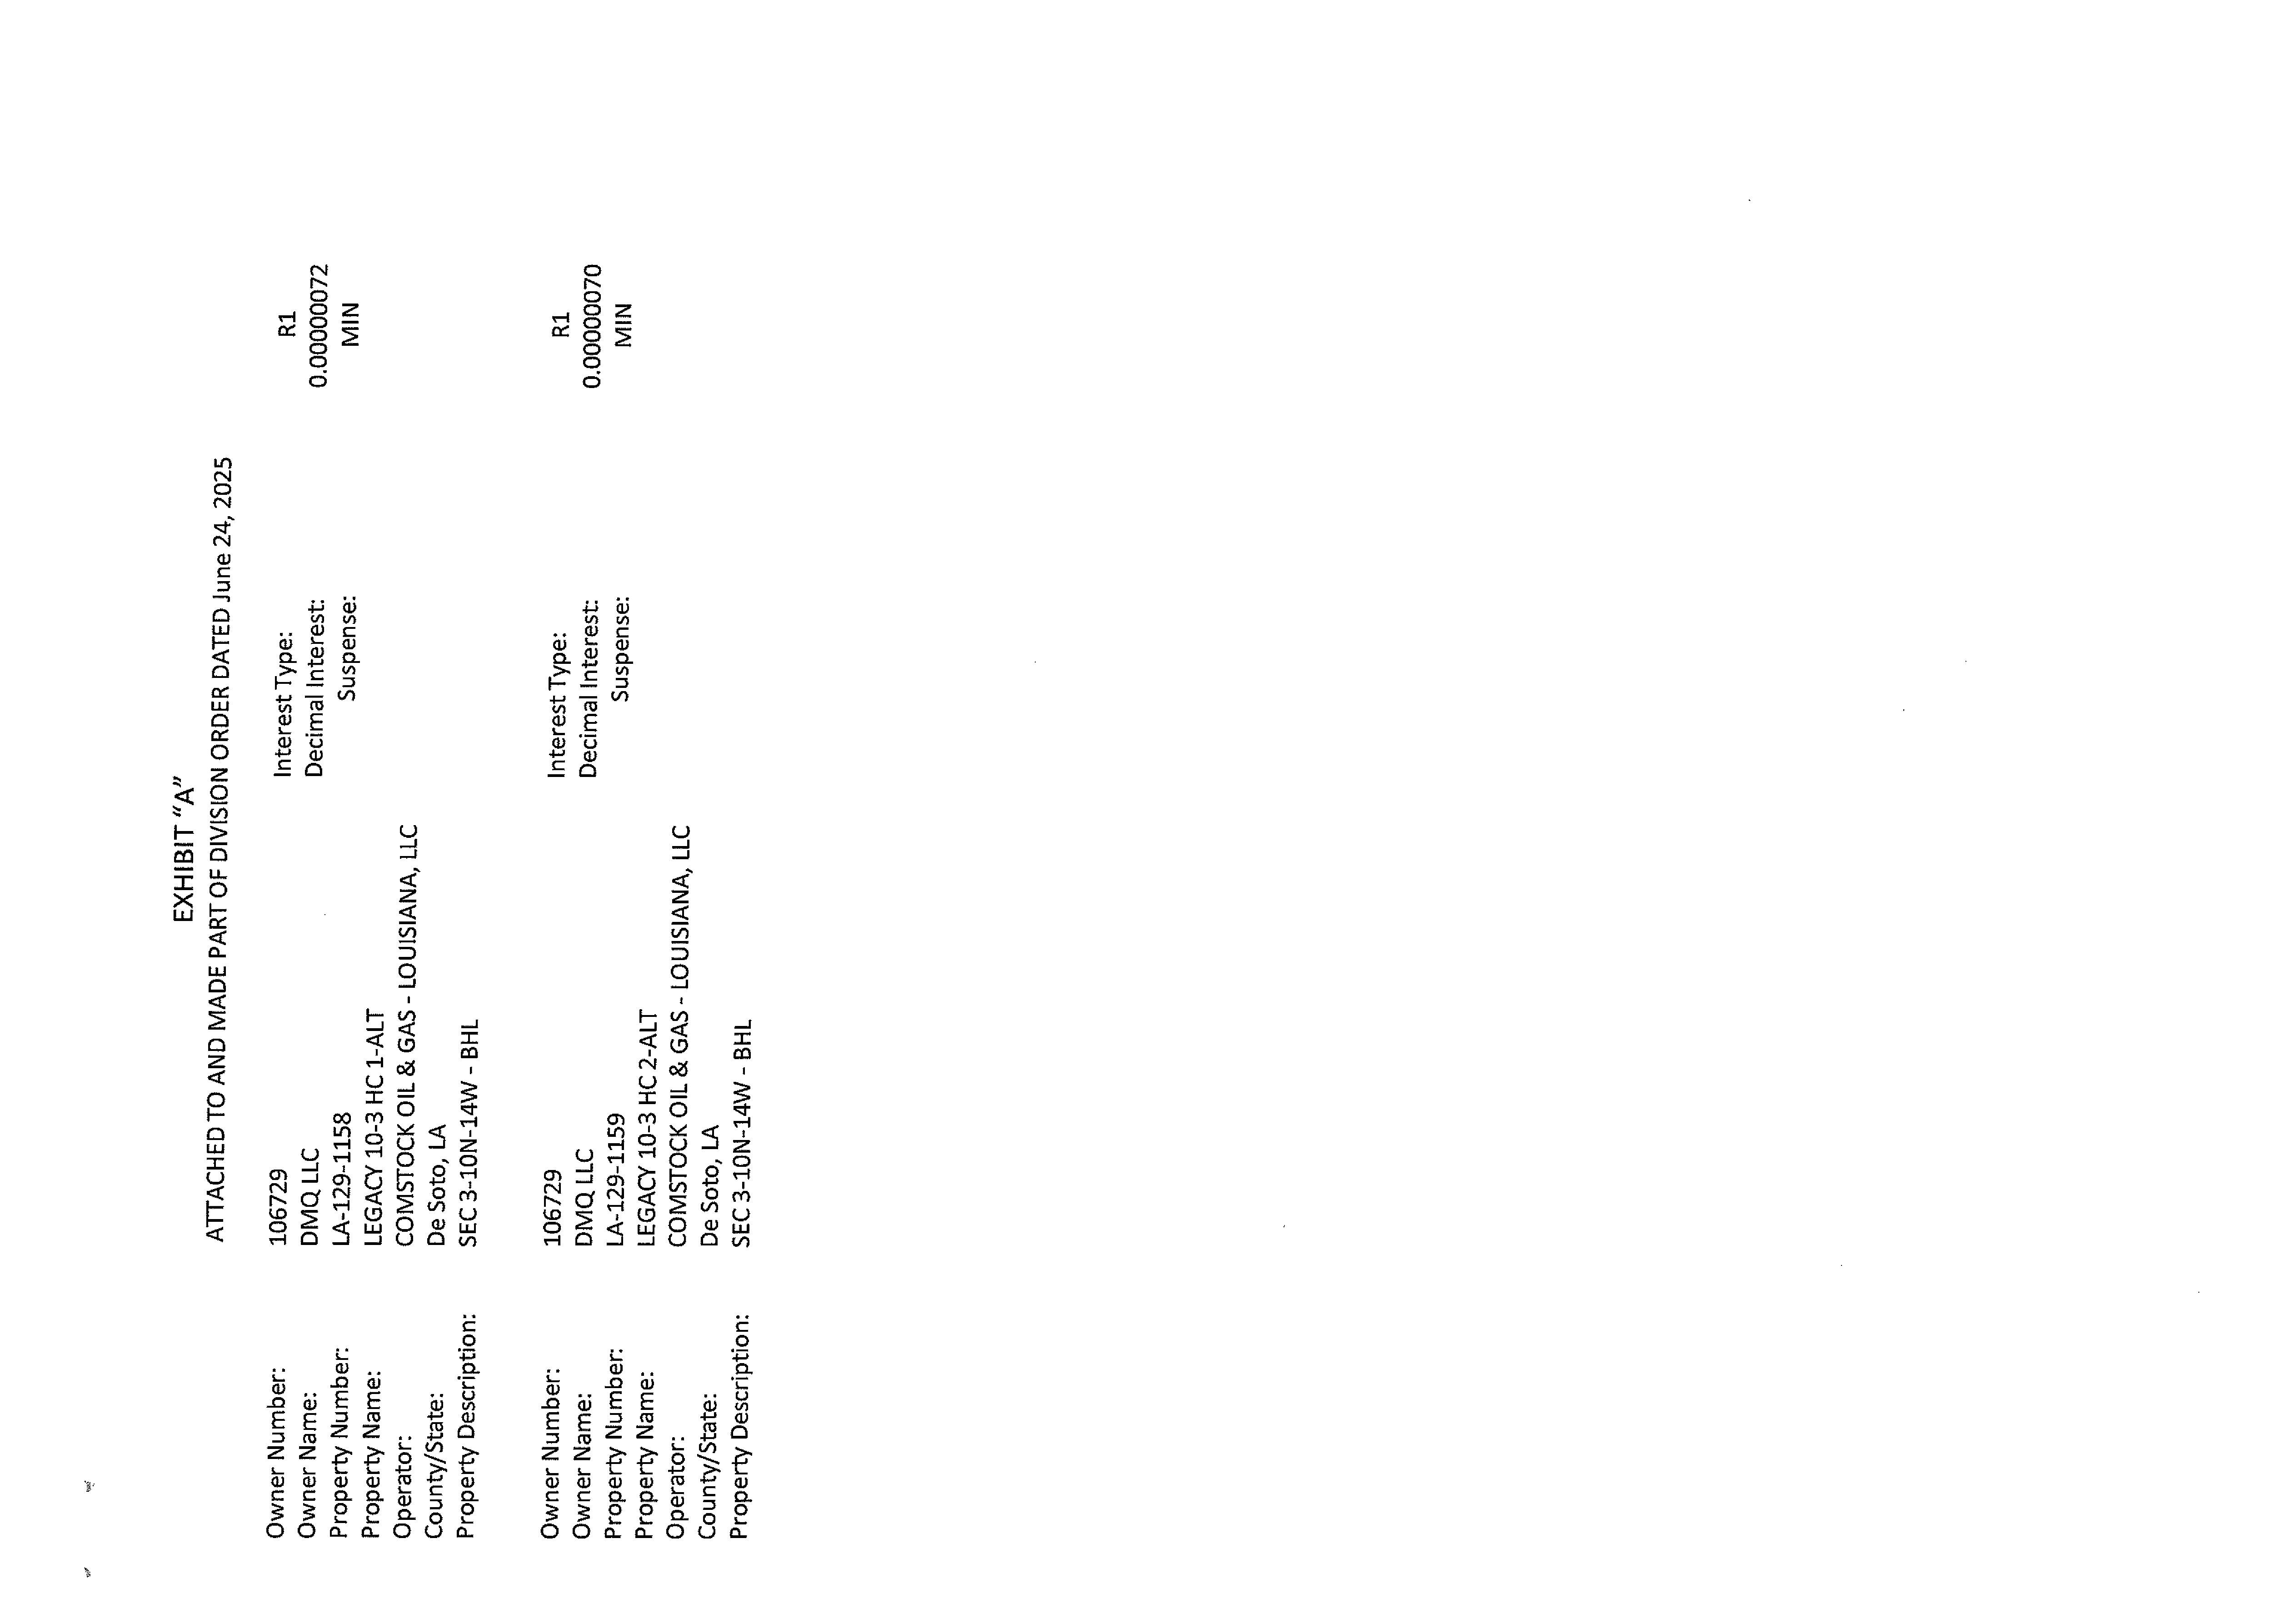 EXHIBIT "A"
ATTACHED TO AND MADE PART OF DIVISION ORDER DATED June 24, 2025
Owner Number: 106729 Interest Type: R1
Owner Name: DMQ LLC Decimal Interest: 0.00000072
Property Number: LA-129-1158 Suspense: MIN
Property Name: LEGACY 10-3 HC 1-ALT
Operator: COMSTOCK OIL & GAS - LOUISIANA, LLC
County/State: De Soto, LA
Property Description: SEC 3-10N-14W - BHL
Owner Number: 106729 Interest Type: R1
Owner Name: DMQ LLC Decimal Interest: 0.00000070
Property Number: LA-129-1159 Suspense: MIN
Property Name: LEGACY 10-3 HC 2-ALT
Operator: COMSTOCK OIL & GAS - LOUISIANA, LLC
County/State: De Soto, LA
Property Description: SEC 3-10N-14W - BHL